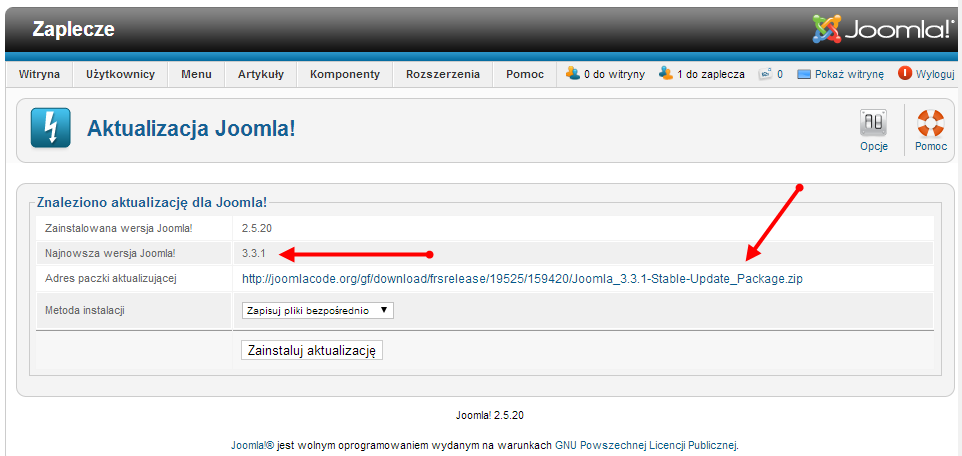 Zaplecze
Joomla!
Witryna Użytkownicy Menu Artykuły Komponenty Rozszerzenia Pomoc 0 do witryny 1 do zaplecza 0 Pokaż witrynę Wyloguj
Aktualizacja Joomla!
Opcje Pomoc
Znaleziono aktualizację dla Joomla!
Zainstalowana wersja Joomla! 2.5.20
Najnowsza wersja Joomla! 3.3.1
Adres paczki aktualizującej http://joomlacode.org/gf/download/frsrelease/19525/159420/Joomla_3.3.1-Stable-Update_Package.zip
Metoda instalacji Zapisuj pliki bezpośrednio
Zainstaluj aktualizację
Joomla! 2.5.20
Joomla!® jest wolnym oprogramowaniem wydanym na warunkach GNU Powszechnej Licencji Publicznej.